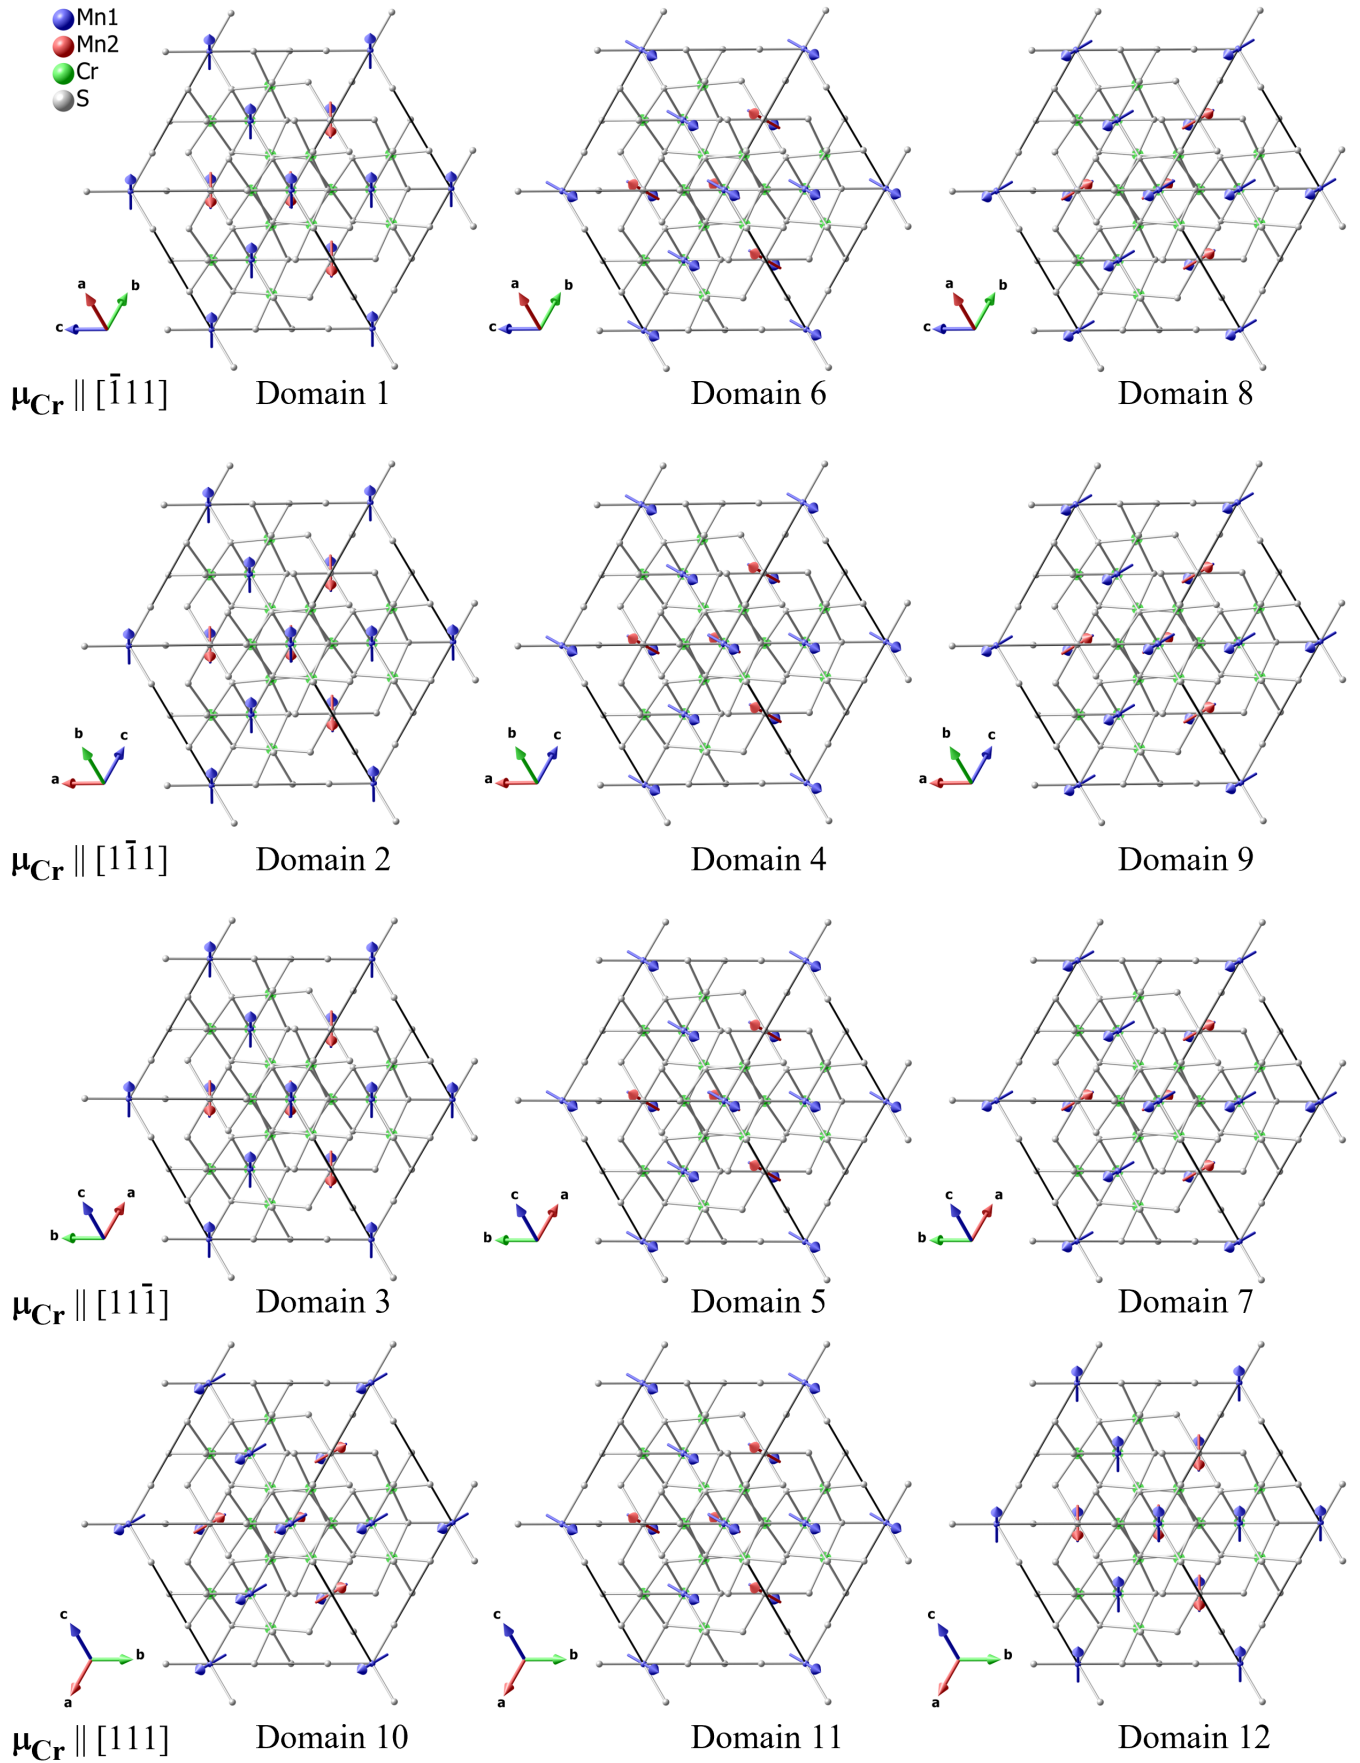 Mn1
Mn2
Cr
S
a b a b a b
c c c
μCr || [1̄11] Domain 1 Domain 6 Domain 8
b c b c b c
a a a
μCr || [11̄1] Domain 2 Domain 4 Domain 9
c a c a c a
b b b
μCr || [111̄] Domain 3 Domain 5 Domain 7
c c c
b b b
a a a
μCr || [111] Domain 10 Domain 11 Domain 12